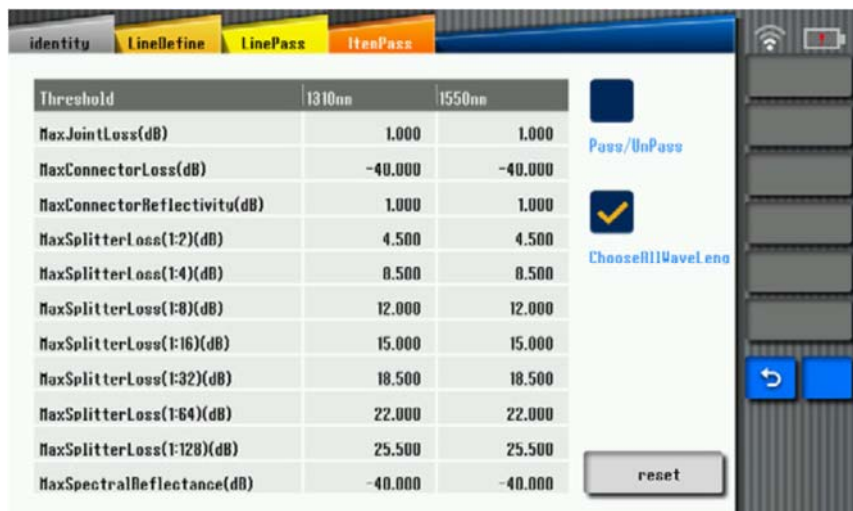 identity LineDefine LinePass ItemPass
Threshold 1310nm 1550nm
MaxJointLoss(dB) 1.000 1.000
MaxConnectorLoss(dB) -40.000 -40.000
MaxConnectorReflectivity(dB) 1.000 1.000
MaxSplitterLoss(1:2)(dB) 4.500 4.500
MaxSplitterLoss(1:4)(dB) 8.500 8.500
MaxSplitterLoss(1:8)(dB) 12.000 12.000
MaxSplitterLoss(1:16)(dB) 15.000 15.000
MaxSplitterLoss(1:32)(dB) 18.500 18.500
MaxSplitterLoss(1:64)(dB) 22.000 22.000
MaxSplitterLoss(1:128)(dB) 25.500 25.500
MaxSpectralReflectance(dB) -40.000 -40.000
Pass/UnPass
ChooseAllWaveLeng
reset